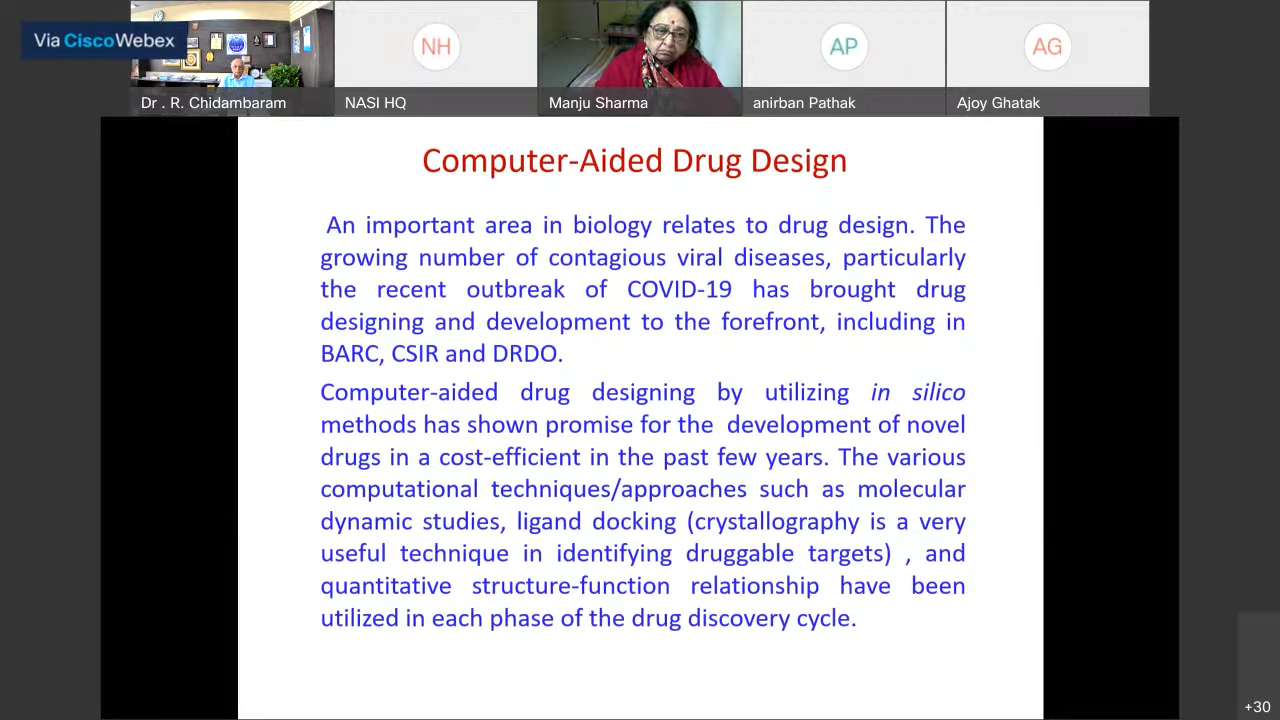 Via CiscoWebex
NH
AP
AG
Dr . R. Chidambaram
NASI HQ
Manju Sharma
anirban Pathak
Ajoy Ghatak
Computer-Aided Drug Design
An important area in biology relates to drug design. The
growing number of contagious viral diseases, particularly
the recent outbreak of COVID-19 has brought drug
designing and development to the forefront, including in
BARC, CSIR and DRDO.
Computer-aided drug designing by utilizing in silico
methods has shown promise for the development of novel
drugs in a cost-efficient in the past few years. The various
computational techniques/approaches such as molecular
dynamic studies, ligand docking (crystallography is a very
useful technique in identifying druggable targets) , and
quantitative structure-function relationship have been
utilized in each phase of the drug discovery cycle.
+30